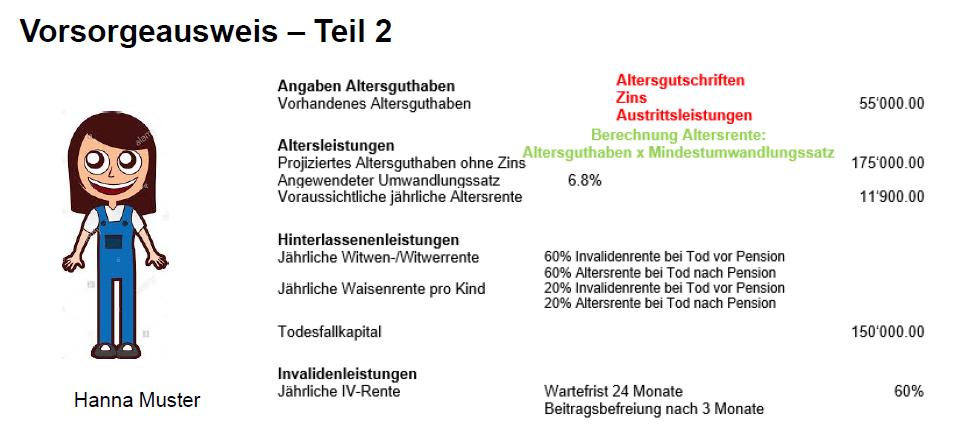 Vorsorgeausweis – Teil 2
Angaben Altersguthaben
Vorhandenes Altersguthaben
Altersgutschriften
Zins
Austrittsleistungen
55‘000.00
Berechnung Altersrente:
Altersguthaben x Mindestumwandlungssatz
Altersleistungen
Projiziertes Altersguthaben ohne Zins 175‘000.00
Angewendeter Umwandlungssatz 6.8%
Voraussichtliche jährliche Altersrente 11‘900.00
Hinterlassenenleistungen
Jährliche Witwen-/Witwerrente 60% Invalidenrente bei Tod vor Pension
60% Altersrente bei Tod nach Pension
Jährliche Waisenrente pro Kind 20% Invalidenrente bei Tod vor Pension
20% Altersrente bei Tod nach Pension
Todesfallkapital 150‘000.00
Invalidenleistungen
Jährliche IV-Rente Wartefrist 24 Monate 60%
Beitragsbefreiung nach 3 Monate
Hanna Muster